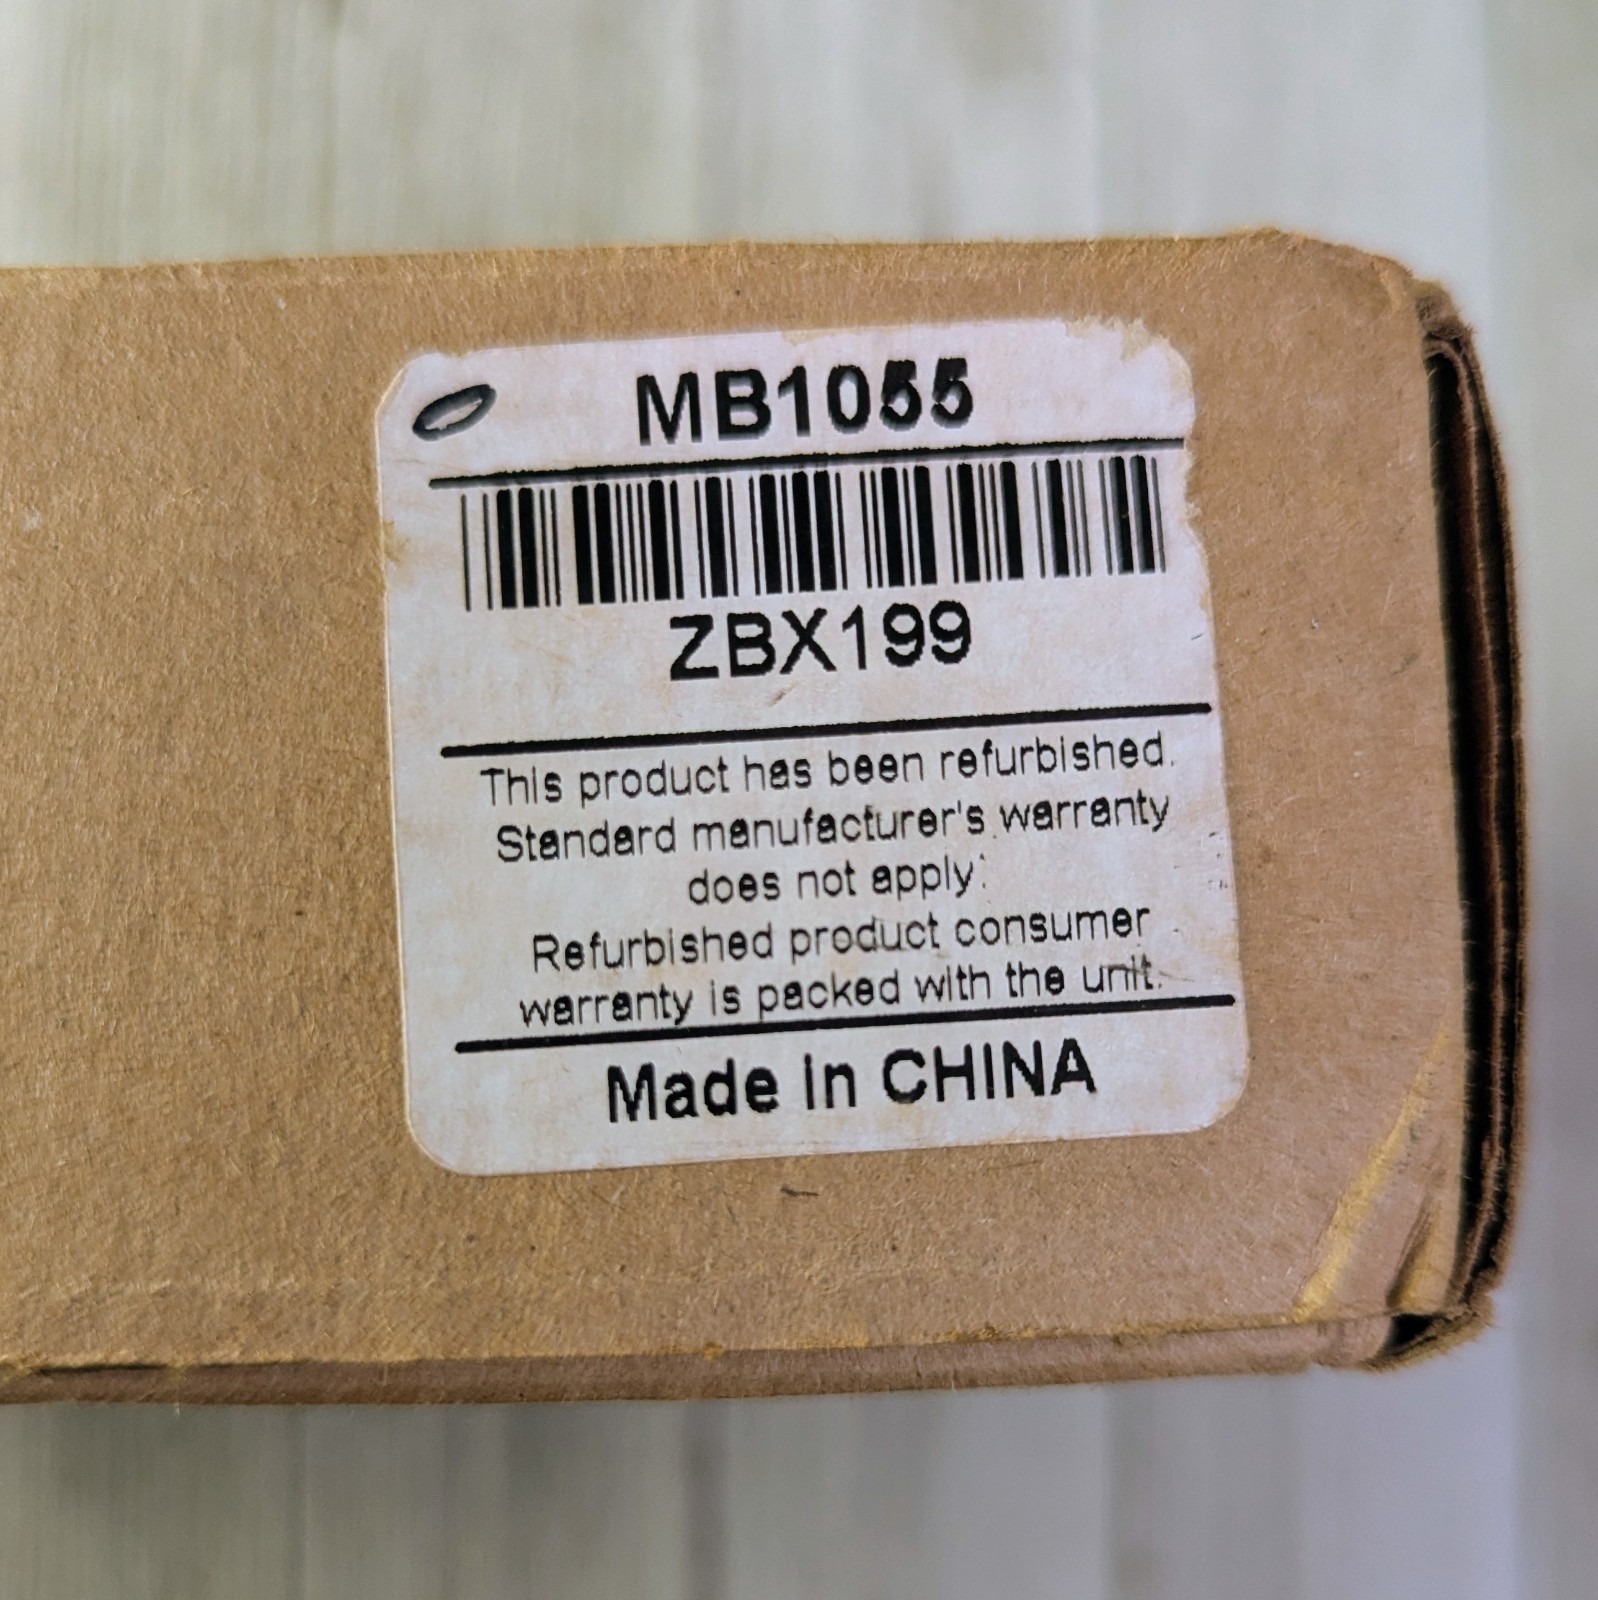 MB1055
ZBX199
This product has been refurbished.
Standard manufacturer's warranty
does not apply.
Refurbished product consumer
warranty is packed with the unit.
Made in CHINA